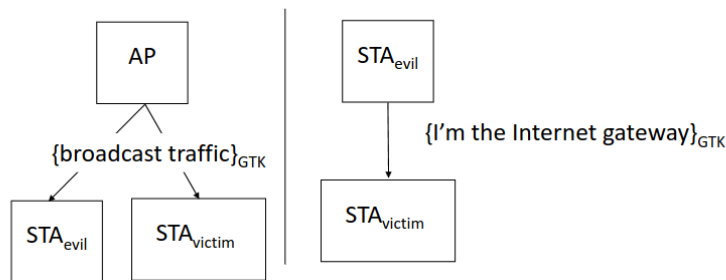 AP
{broadcast traffic}GTK
STAevil
STAvictim
STAevil
{I'm the Internet gateway}GTK
STAvictim